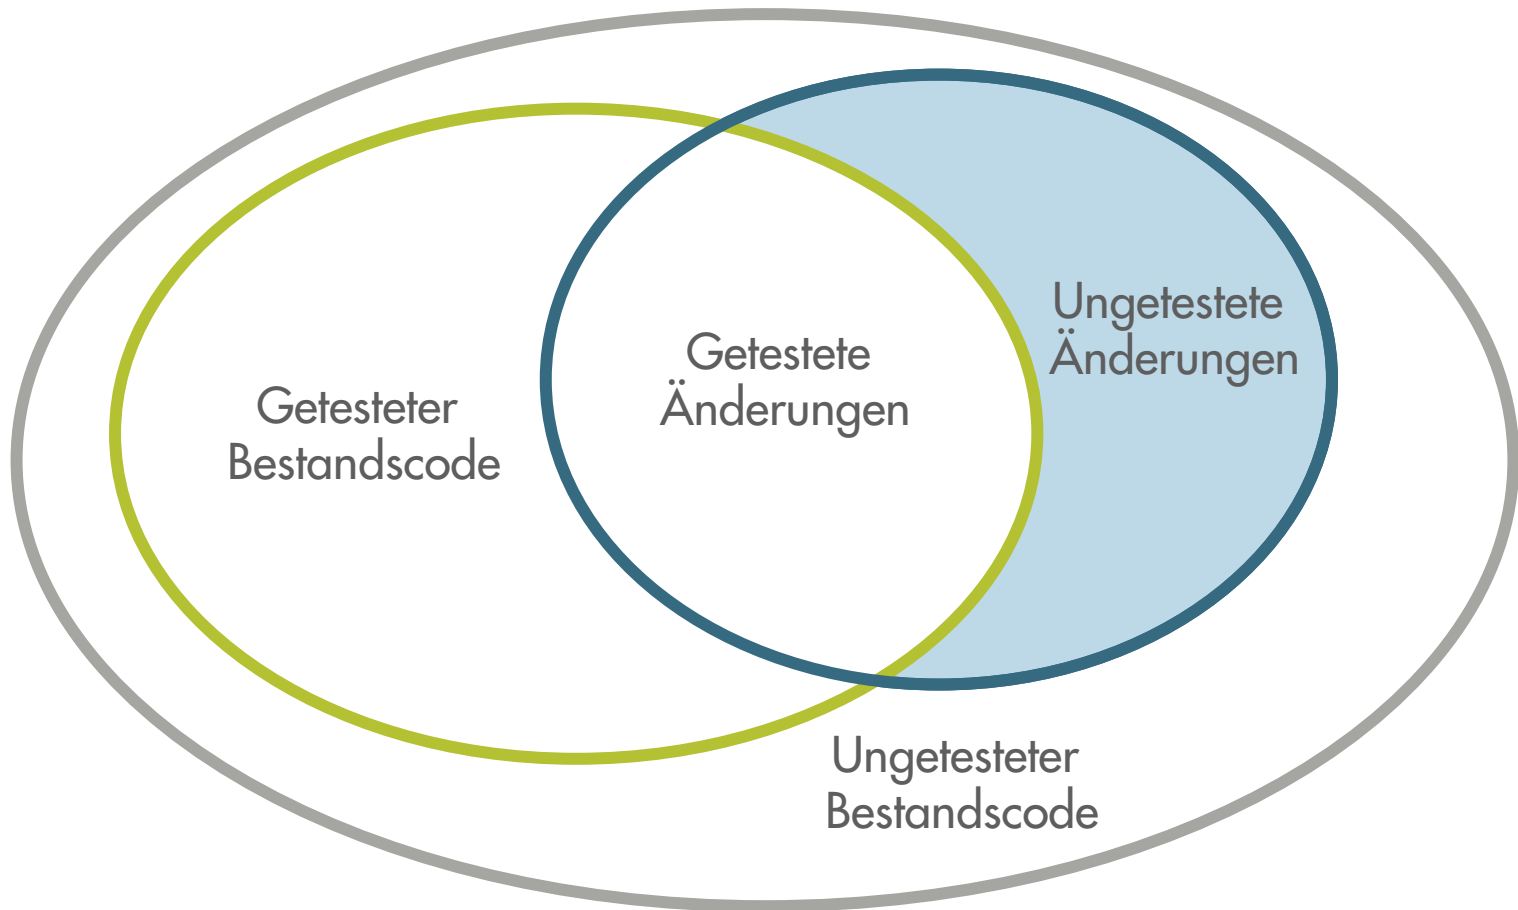 Getesteter
Bestandscode
Getestete
Änderungen
Ungetestete
Änderungen
Ungetesteter
Bestandscode